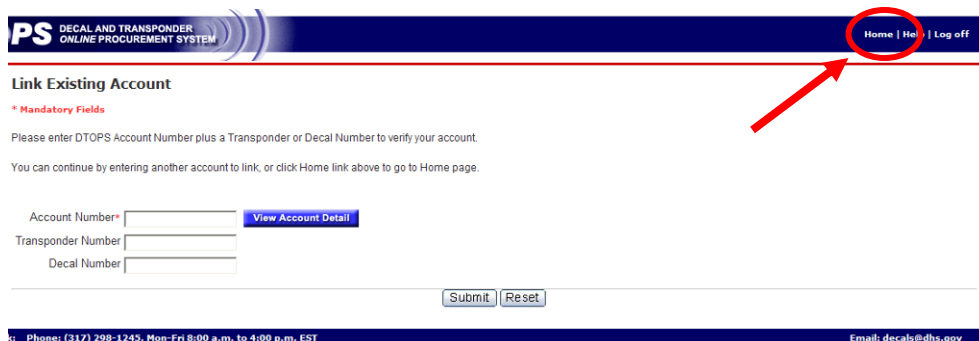 PS DECAL AND TRANSPONDER
ONLINE PROCUREMENT SYSTEM
Home | Help | Log off
Link Existing Account
* Mandatory Fields
Please enter DTOPS Account Number plus a Transponder or Decal Number to verify your account.
You can continue by entering another account to link, or click Home link above to go to Home page.
Account Number* View Account Detail
Transponder Number
Decal Number
Submit Reset
k: Phone: (317) 298-1245, Mon-Fri 8:00 a.m. to 4:00 p.m. EST Email: decals@dhs.gov